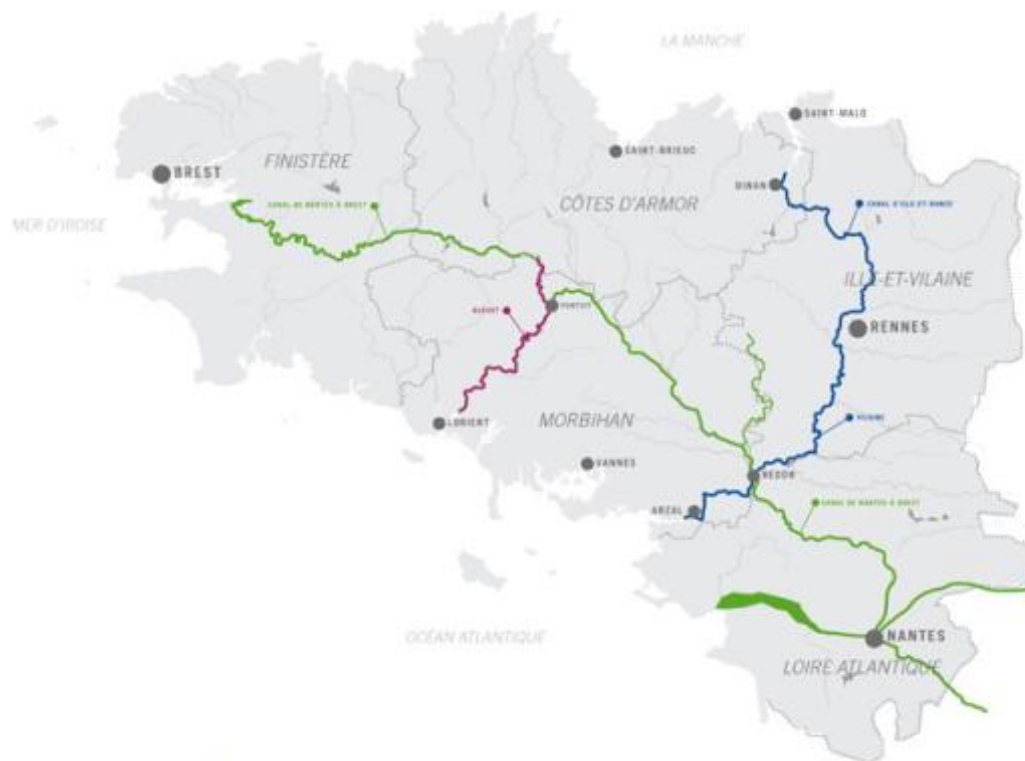 LA MANCHE
SAINT-MALO
SAINT-BRIEUC
FINISTÈRE
BREST
DINAN
CANAL DE NANTES À BREST
CÔTES D'ARMOR
CANAL D'ILLE-ET-RANCE
MER D'IROISE
ILLE-ET-VILAINE
PONTIVY
BLAVET
RENNES
LORIENT
MORBIHAN
VILAINE
VANNES
REDON
ARZAL
CANAL DE NANTES À BREST
OCÉAN ATLANTIQUE
NANTES
LOIRE ATLANTIQUE